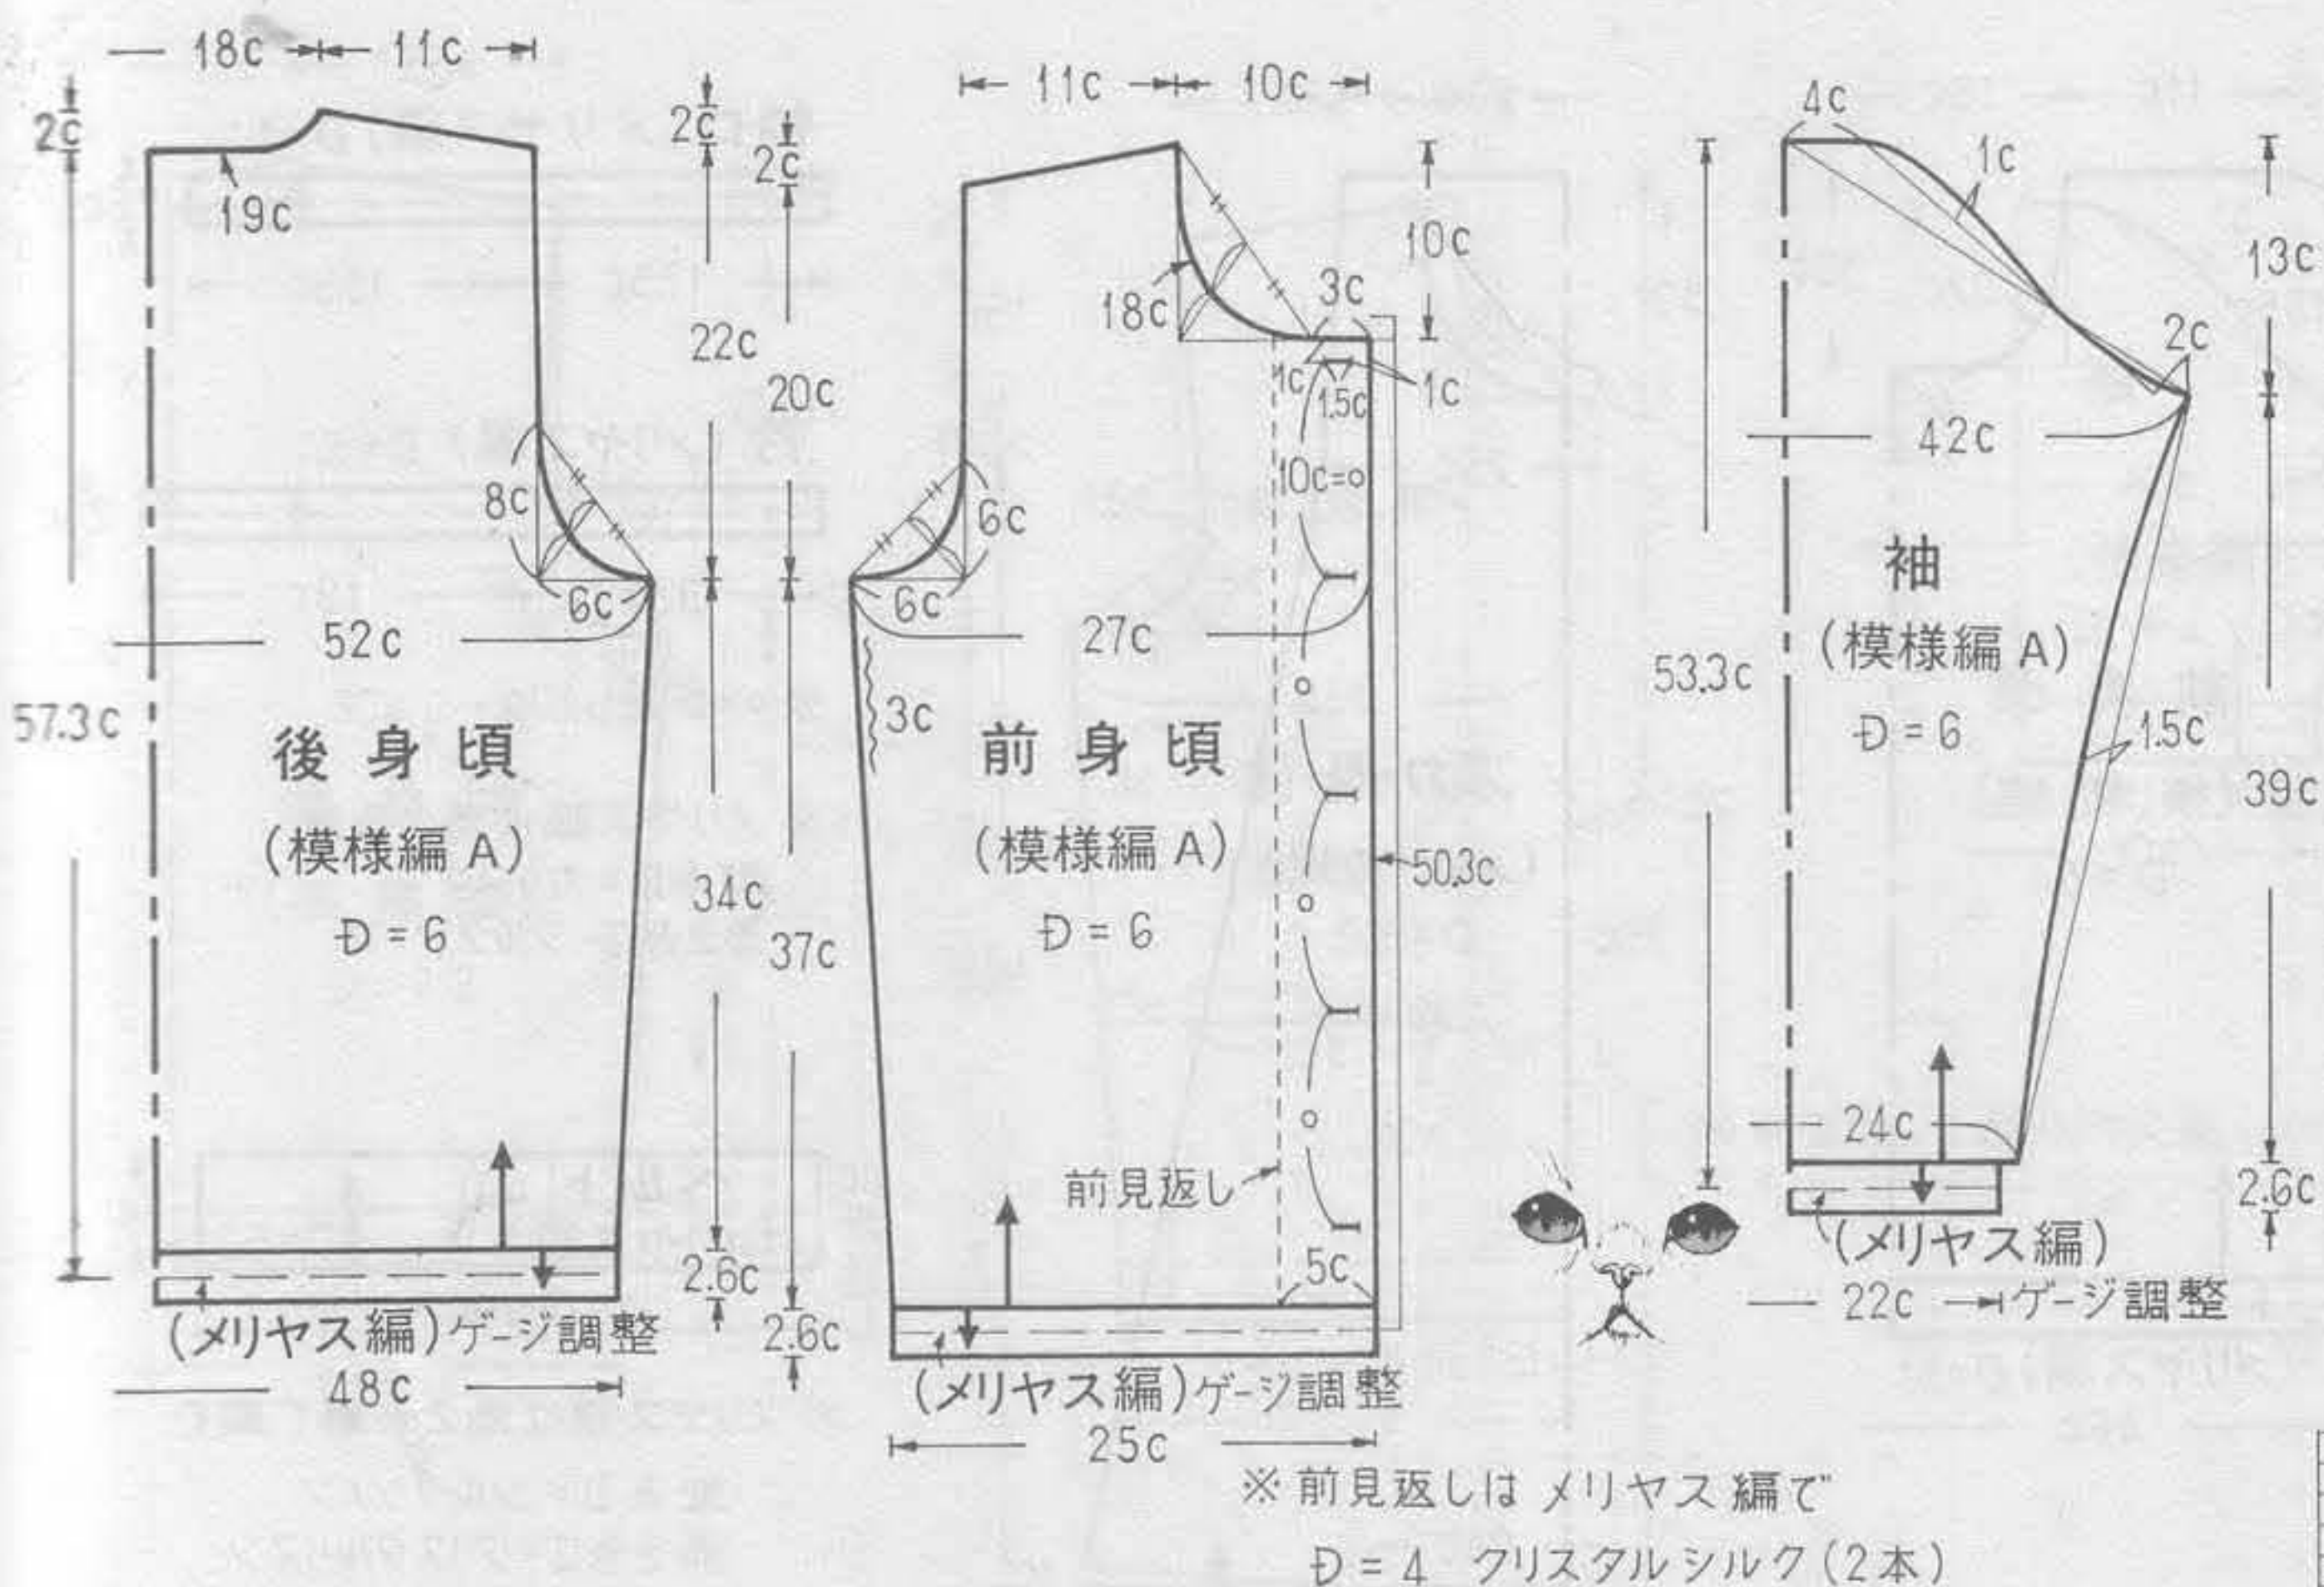 18c 11c
2c
19c
2c
22c
8c
6c
52c
57.3c
後身頃
(模様編 A)
Đ = 6
34c
2.6c
(メリヤス編)ゲージ調整
48c
11c 10c
2c
20c
10c
18c
3c
1c
1.5c
1c
10c=o
6c
6c
27c
3c
前身頃
(模様編 A)
Đ = 6
50.3c
37c
前見返し
5c
2.6c
(メリヤス編)ゲージ調整
25c
4c
1c
13c
2c
42c
袖
(模様編 A)
Đ = 6
53.3c
1.5c
39c
24c
2.6c
(メリヤス編)
22c ゲージ調整
※ 前見返しは メリヤス編で
Đ = 4 クリスタルシルク(2本)